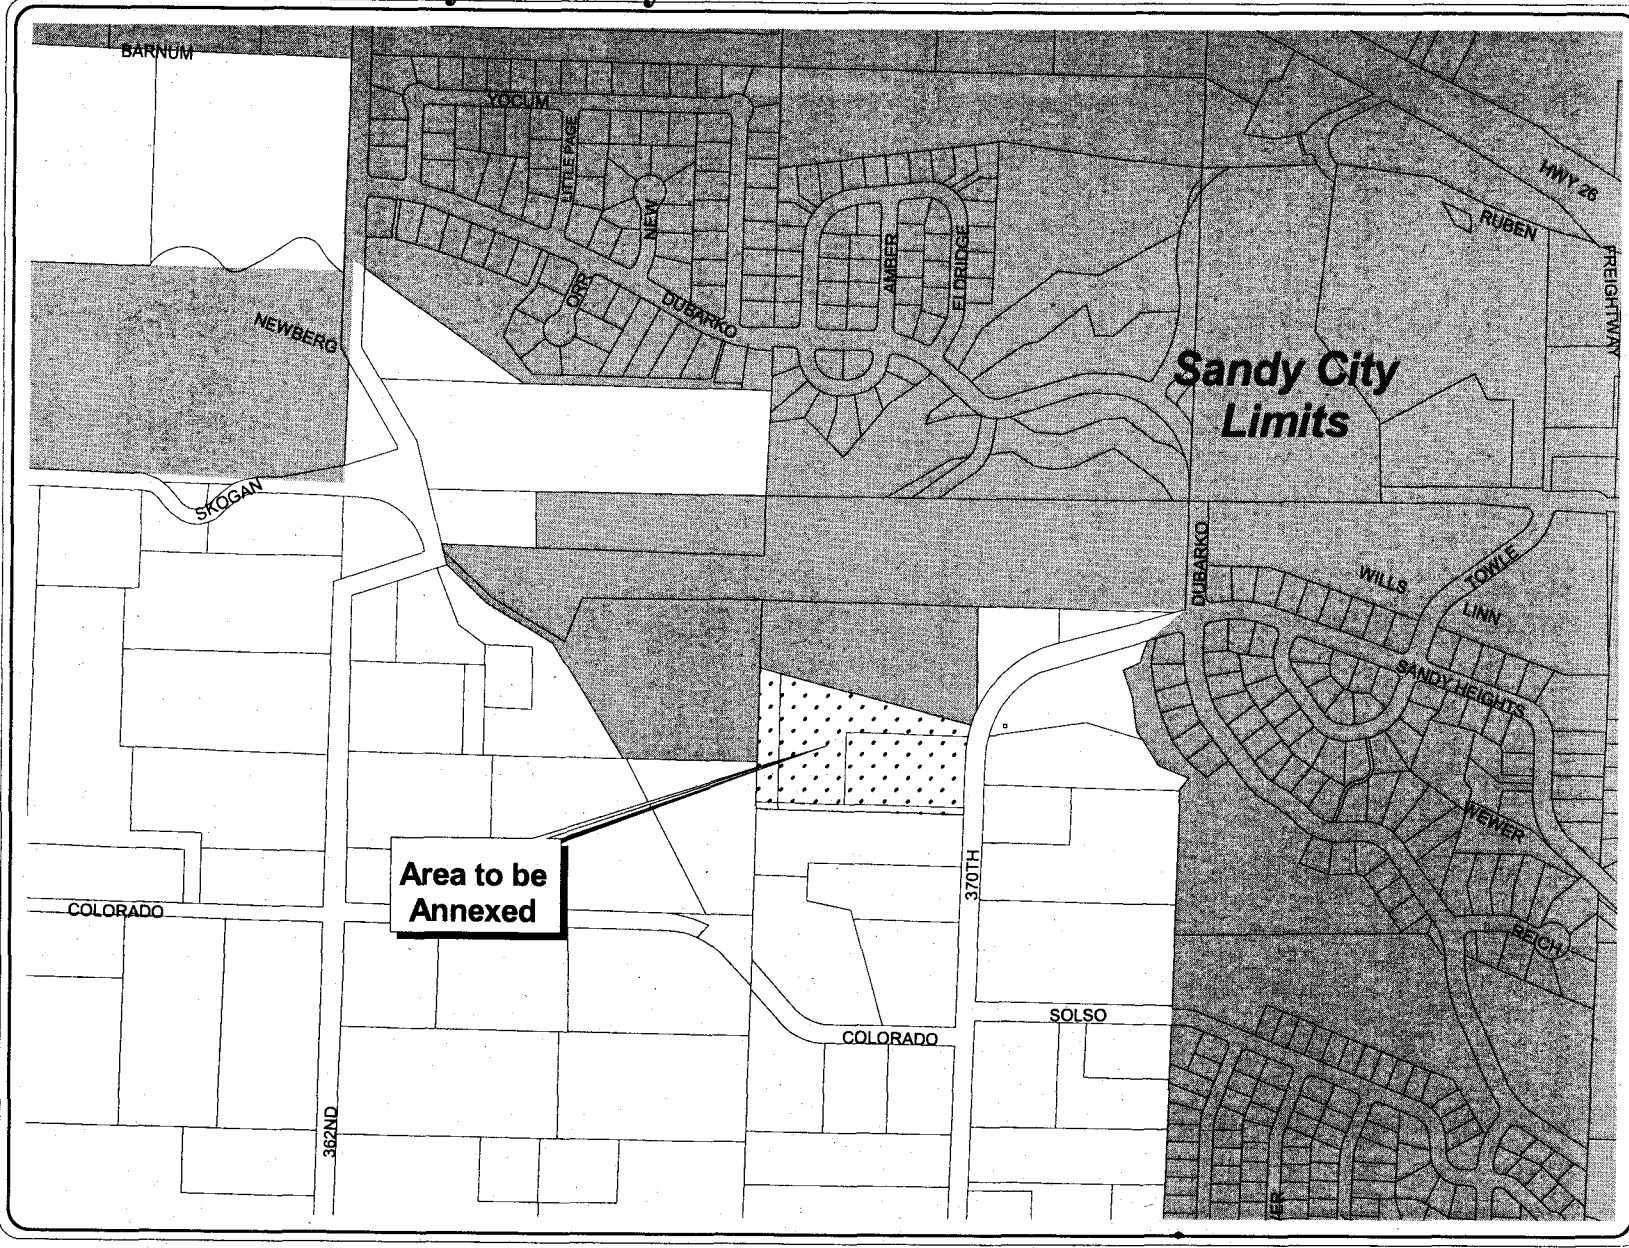 BARNUM
YOCUM
LITTLE PAGE
NEW
HWY 26
RUBEN
FREIGHTWAY
AMBER
ELDRIDGE
ORR
DUBARKO
NEWBERG
Sandy City
Limits
SKOGAN
DUBARKO
WILLS
TOWLE
LINN
SANDY HEIGHTS
WEWER
Area to be
Annexed
370TH
COLORADO
REICH
SOLSO
COLORADO
362ND